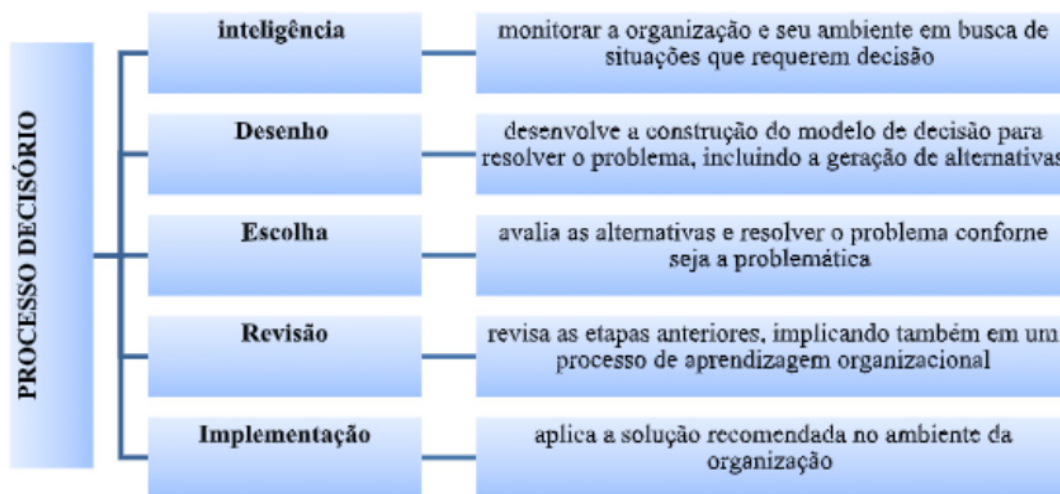 PROCESSO DECISÓRIO
inteligência
monitorar a organização e seu ambiente em busca de
situações que requerem decisão
Desenho
desenvolve a construção do modelo de decisão para
resolver o problema, incluindo a geração de alternativas
Escolha
avalia as alternativas e resolver o problema conforme
seja a problemática
Revisão
revisa as etapas anteriores, implicando também em um
processo de aprendizagem organizacional
Implementação
aplica a solução recomendada no ambiente da
organização